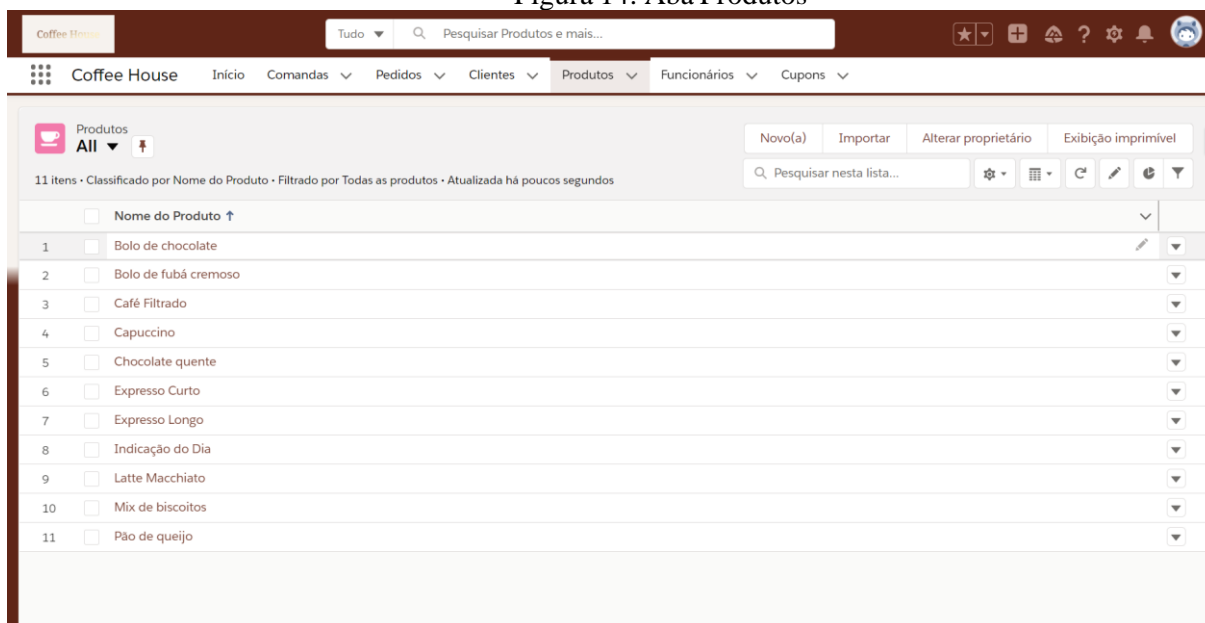 Figura 14: Aba Produtos
Coffee House
Tudo
Pesquisar Produtos e mais...
Coffee House
Início
Comandas
Pedidos
Clientes
Produtos
Funcionários
Cupons
Produtos
All
Novo(a)
Importar
Alterar proprietário
Exibição imprimível
11 itens • Classificado por Nome do Produto • Filtrado por Todas as produtos • Atualizada há poucos segundos
Pesquisar nesta lista...
Nome do Produto ↑
1 Bolo de chocolate
2 Bolo de fubá cremoso
3 Café Filtrado
4 Capuccino
5 Chocolate quente
6 Expresso Curto
7 Expresso Longo
8 Indicação do Dia
9 Latte Macchiato
10 Mix de biscoitos
11 Pão de queijo